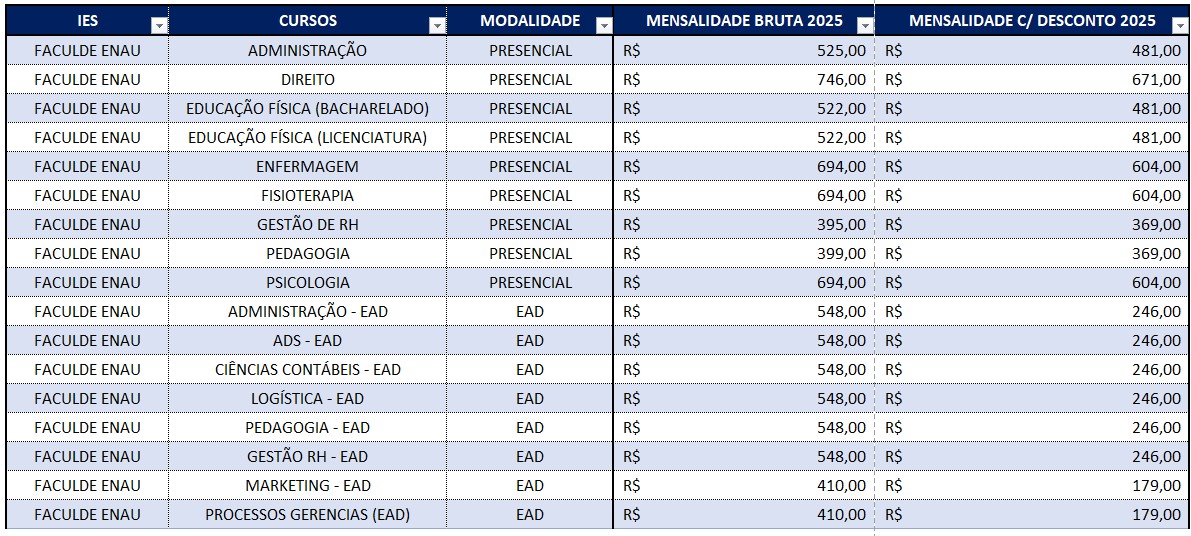 IES CURSOS MODALIDADE MENSALIDADE BRUTA 2025 MENSALIDADE C/ DESCONTO 2025
FACULDE ENAU ADMINISTRAÇÃO PRESENCIAL R$ 525,00 R$ 481,00
FACULDE ENAU DIREITO PRESENCIAL R$ 746,00 R$ 671,00
FACULDE ENAU EDUCAÇÃO FÍSICA (BACHARELADO) PRESENCIAL R$ 522,00 R$ 481,00
FACULDE ENAU EDUCAÇÃO FÍSICA (LICENCIATURA) PRESENCIAL R$ 522,00 R$ 481,00
FACULDE ENAU ENFERMAGEM PRESENCIAL R$ 694,00 R$ 604,00
FACULDE ENAU FISIOTERAPIA PRESENCIAL R$ 694,00 R$ 604,00
FACULDE ENAU GESTÃO DE RH PRESENCIAL R$ 395,00 R$ 369,00
FACULDE ENAU PEDAGOGIA PRESENCIAL R$ 399,00 R$ 369,00
FACULDE ENAU PSICOLOGIA PRESENCIAL R$ 694,00 R$ 604,00
FACULDE ENAU ADMINISTRAÇÃO - EAD EAD R$ 548,00 R$ 246,00
FACULDE ENAU ADS - EAD EAD R$ 548,00 R$ 246,00
FACULDE ENAU CIÊNCIAS CONTÁBEIS - EAD EAD R$ 548,00 R$ 246,00
FACULDE ENAU LOGÍSTICA - EAD EAD R$ 548,00 R$ 246,00
FACULDE ENAU PEDAGOGIA - EAD EAD R$ 548,00 R$ 246,00
FACULDE ENAU GESTÃO RH - EAD EAD R$ 548,00 R$ 246,00
FACULDE ENAU MARKETING - EAD EAD R$ 410,00 R$ 179,00
FACULDE ENAU PROCESSOS GERENCIAS (EAD) EAD R$ 410,00 R$ 179,00